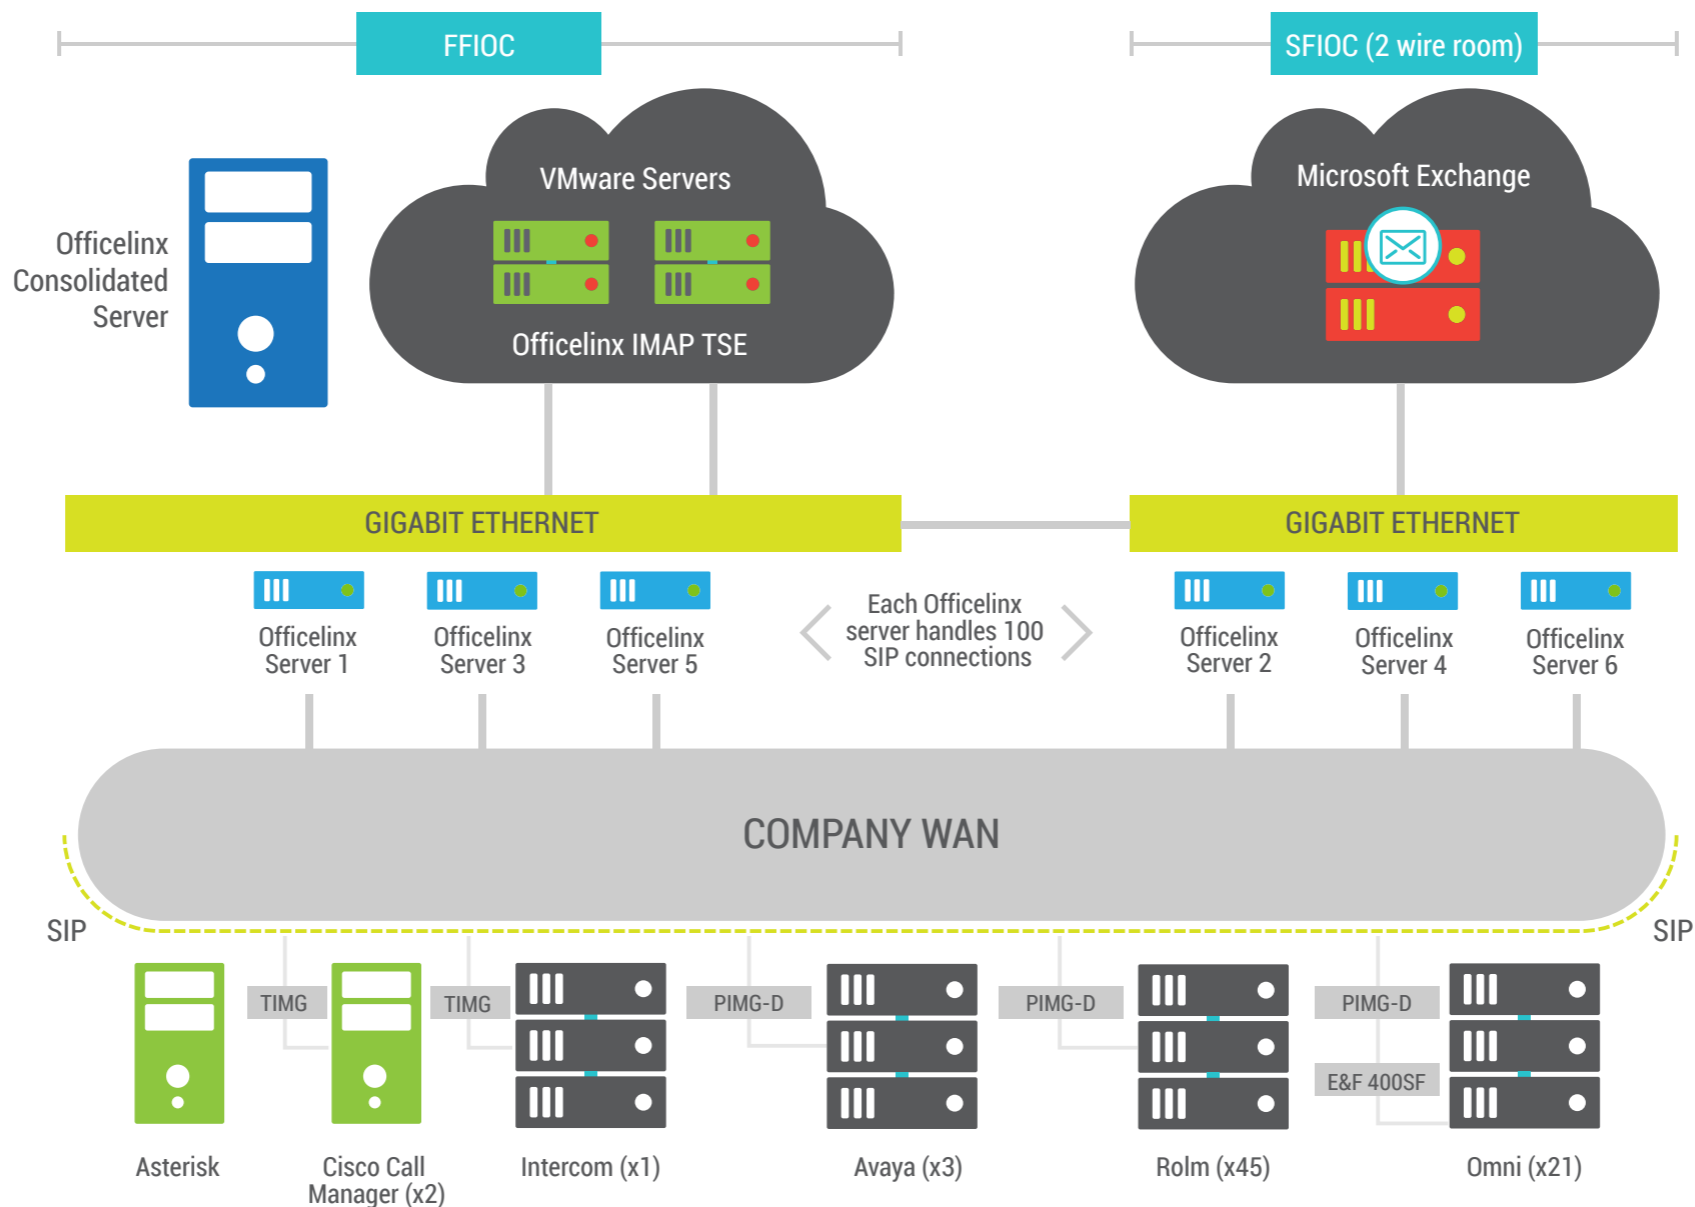 FFIOC
SFIOC (2 wire room)
VMware Servers
Officelinx IMAP TSE
Microsoft Exchange
Officelinx
Consolidated
Server
GIGABIT ETHERNET
GIGABIT ETHERNET
Officelinx
Server 1
Officelinx
Server 3
Officelinx
Server 5
Each Officelinx
server handles 100
SIP connections
Officelinx
Server 2
Officelinx
Server 4
Officelinx
Server 6
COMPANY WAN
SIP
SIP
TIMG
TIMG
PIMG-D
PIMG-D
PIMG-D
E&F 400SF
Asterisk
Cisco Call
Manager (x2)
Intercom (x1)
Avaya (x3)
Rolm (x45)
Omni (x21)